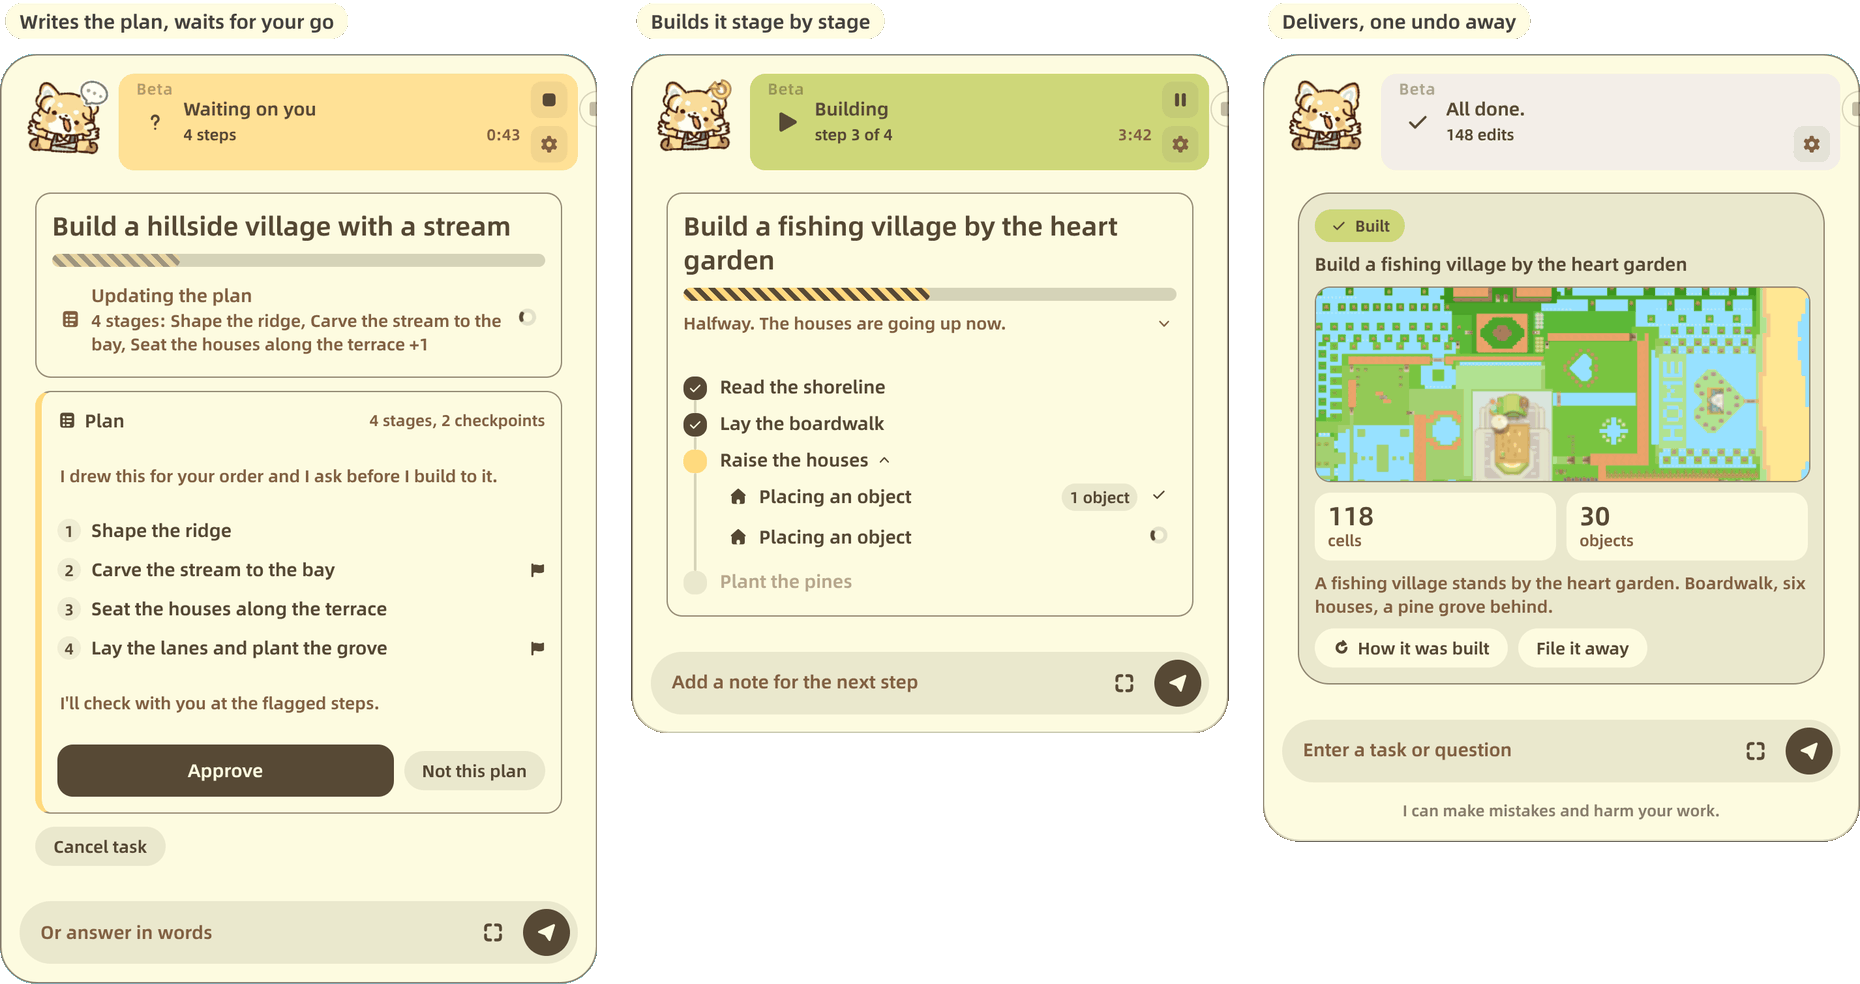 Writes the plan, waits for your go
Beta
Waiting on you
?
4 steps
0:43
Build a hillside village with a stream
Updating the plan
4 stages: Shape the ridge, Carve the stream to the
bay, Seat the houses along the terrace +1
Plan
4 stages, 2 checkpoints
I drew this for your order and I ask before I build to it.
1 Shape the ridge
2 Carve the stream to the bay
3 Seat the houses along the terrace
4 Lay the lanes and plant the grove
I'll check with you at the flagged steps.
Approve
Not this plan
Cancel task
Or answer in words
Builds it stage by stage
Beta
Building
step 3 of 4
3:42
Build a fishing village by the heart
garden
Halfway. The houses are going up now.
Read the shoreline
Lay the boardwalk
Raise the houses
Placing an object
1 object
Placing an object
Plant the pines
Add a note for the next step
Delivers, one undo away
Beta
All done.
148 edits
Built
Build a fishing village by the heart garden
HOME
118
cells
30
objects
A fishing village stands by the heart garden. Boardwalk, six
houses, a pine grove behind.
How it was built
File it away
Enter a task or question
I can make mistakes and harm your work.